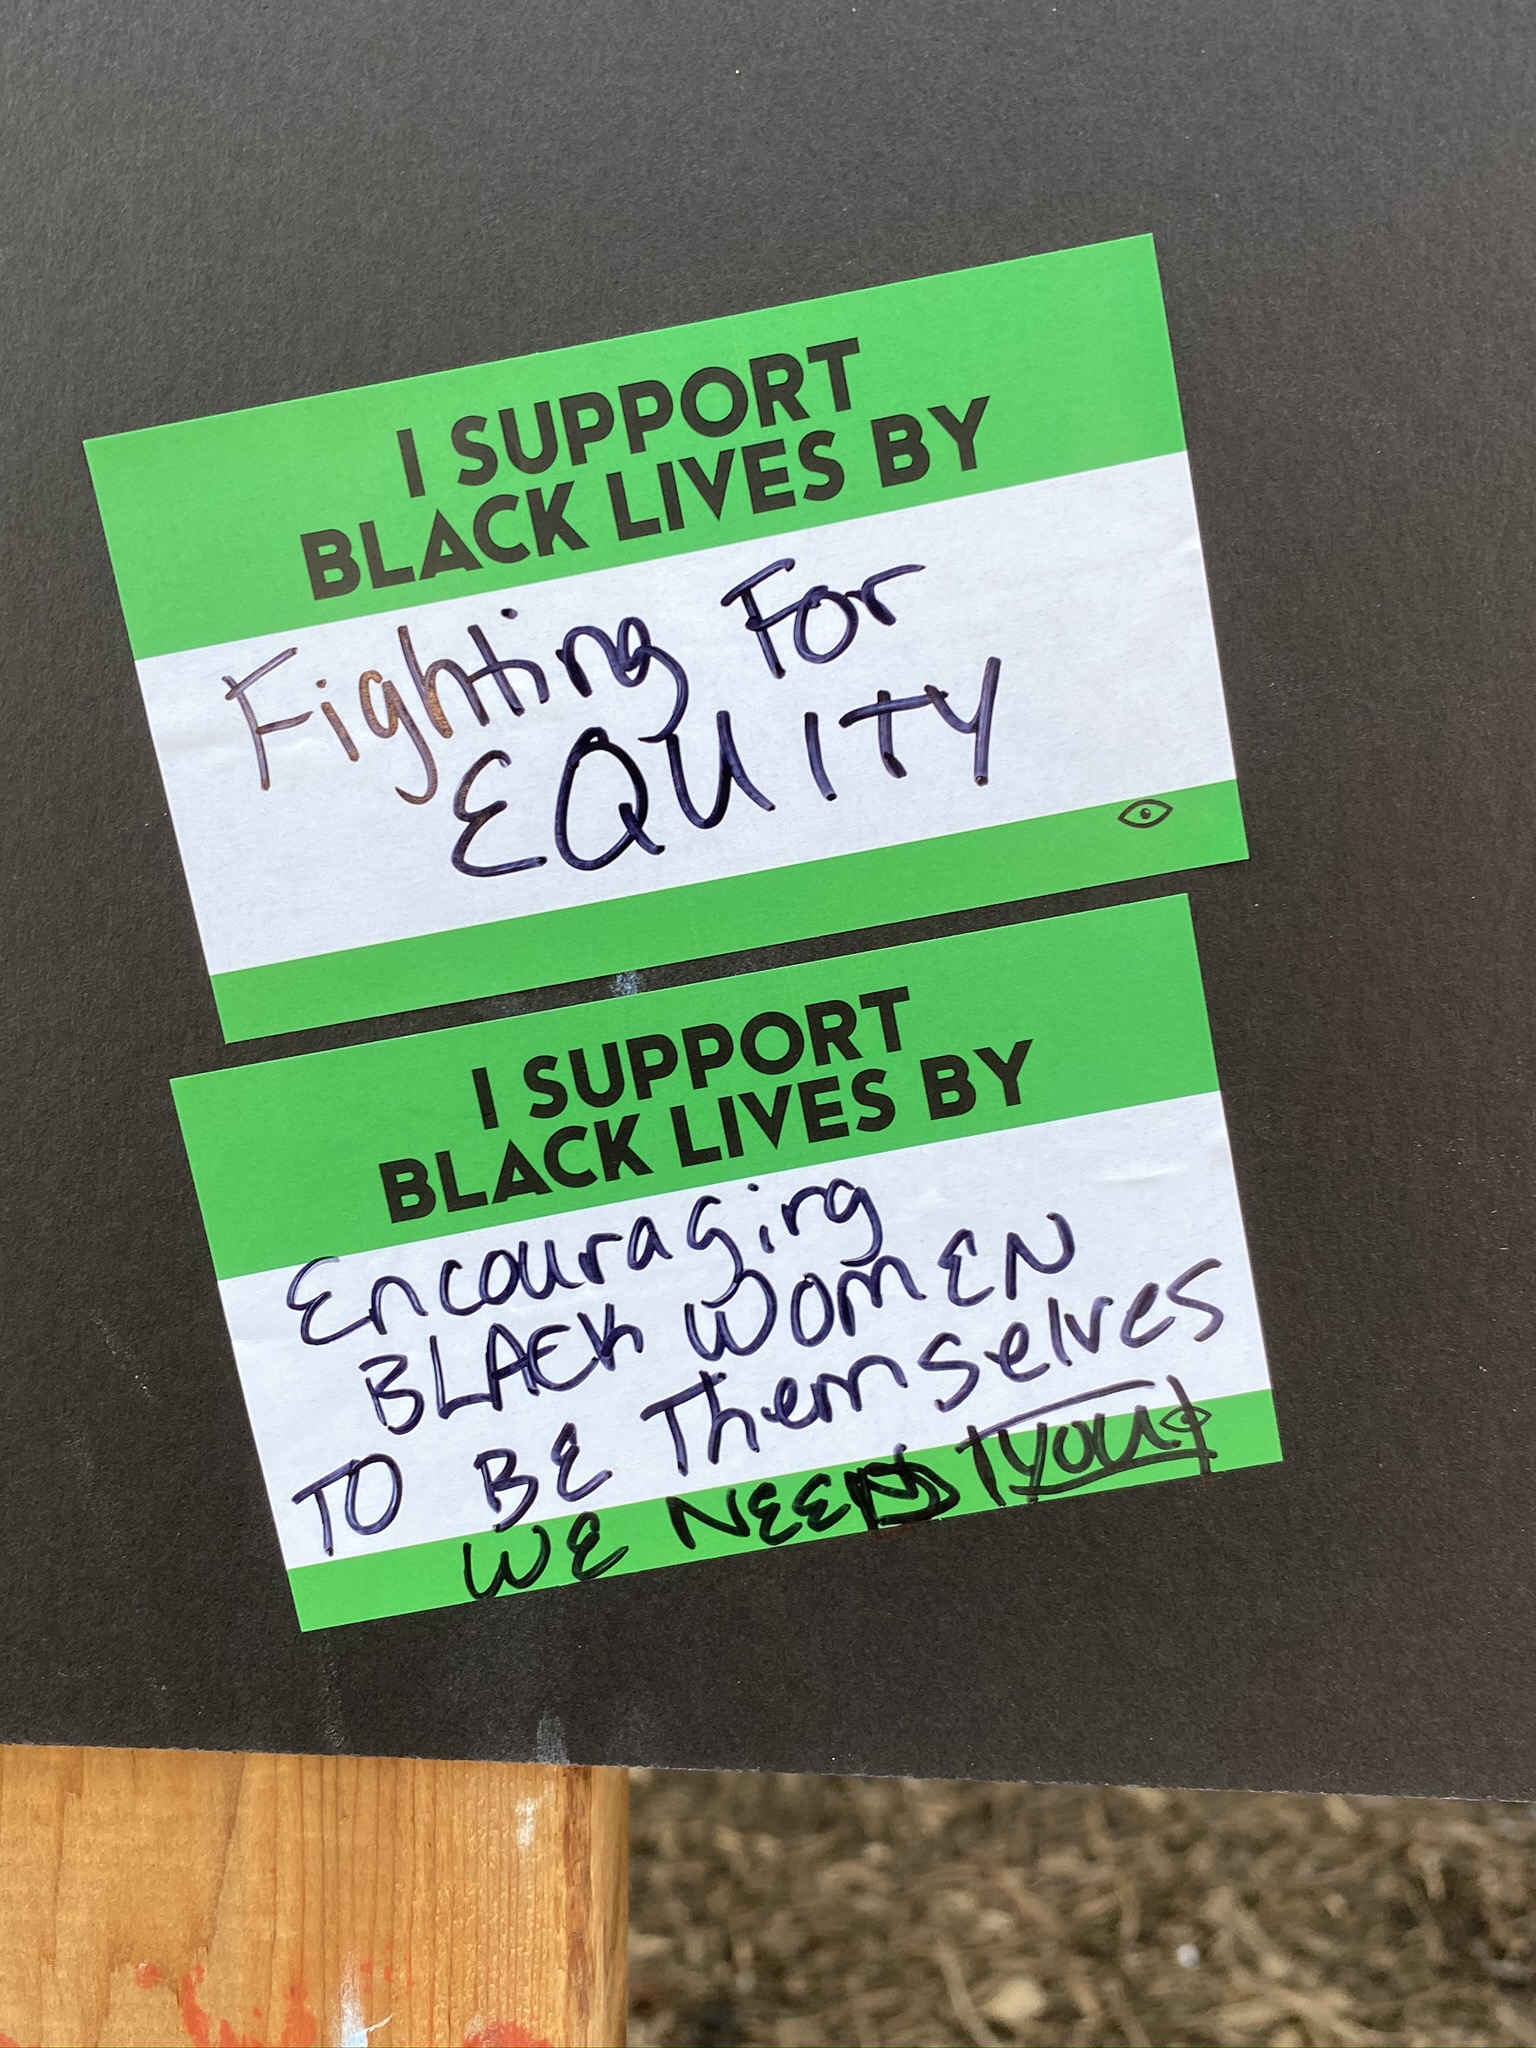 I SUPPORT
BLACK LIVES BY
Fighting For
EQUITY
I SUPPORT
BLACK LIVES BY
Encouraging
BLACK WOMEN
TO BE Themselves
WE NEED YOU!